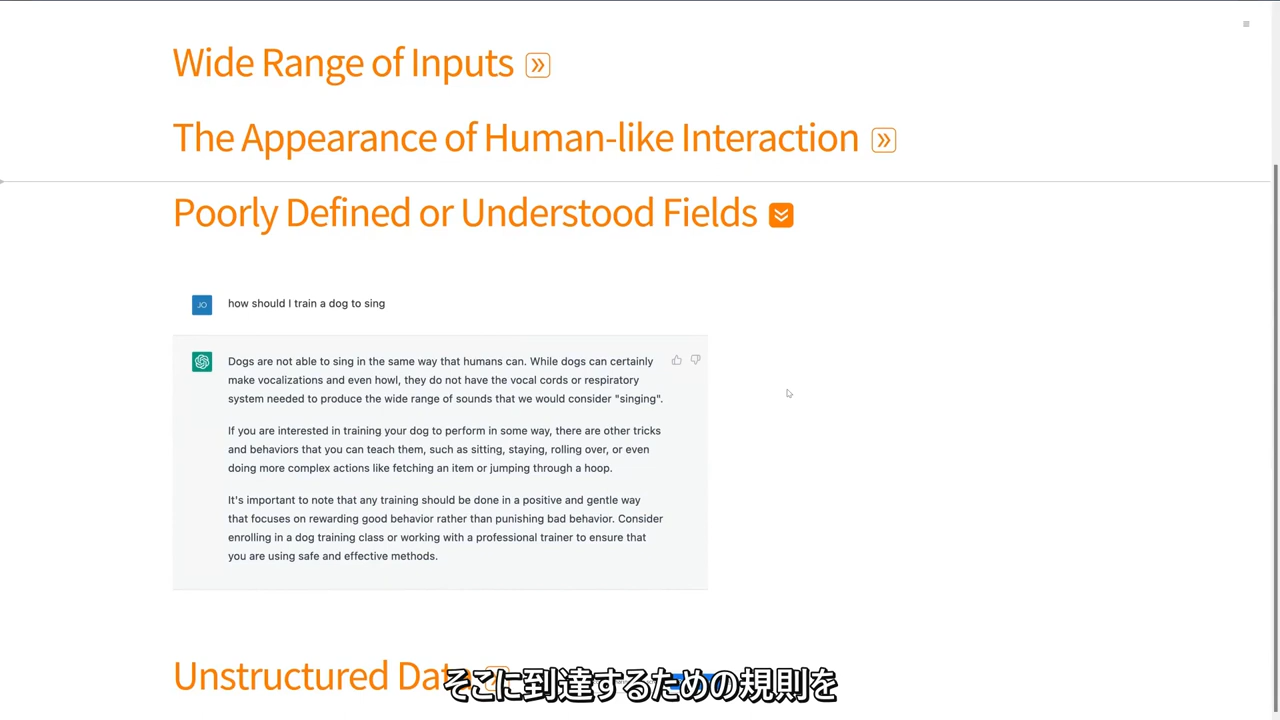 Wide Range of Inputs
The Appearance of Human-like Interaction
Poorly Defined or Understood Fields
JO
how should I train a dog to sing
Dogs are not able to sing in the same way that humans can. While dogs can certainly
make vocalizations and even howl, they do not have the vocal cords or respiratory
system needed to produce the wide range of sounds that we would consider "singing".
If you are interested in training your dog to perform in some way, there are other tricks
and behaviors that you can teach them, such as sitting, staying, rolling over, or even
doing more complex actions like fetching an item or jumping through a hoop.
It's important to note that any training should be done in a positive and gentle way
that focuses on rewarding good behavior rather than punishing bad behavior. Consider
enrolling in a dog training class or working with a professional trainer to ensure that
you are using safe and effective methods.
Unstructured Data
そこに到達するための規則を